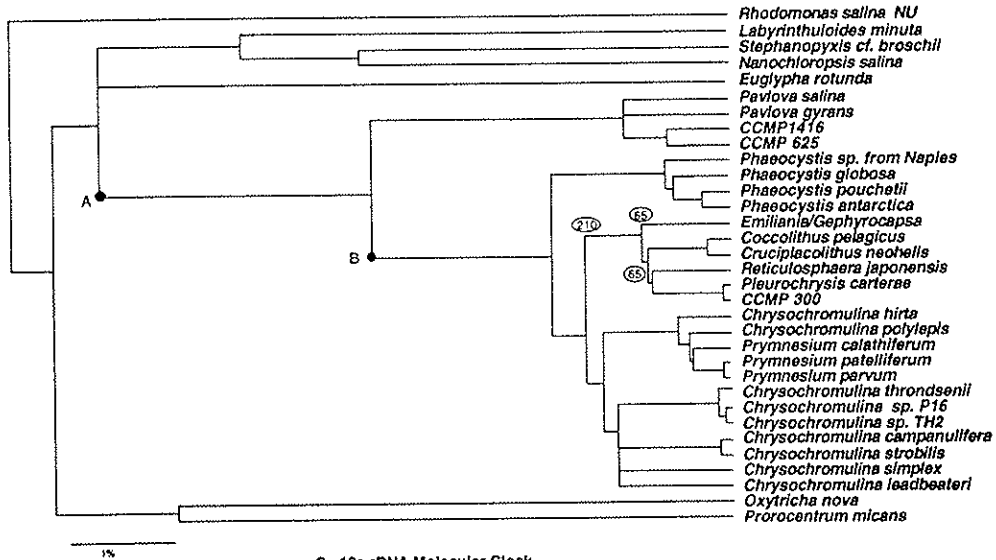 Rhodomonas salina NU
Labyrinthuloides minuta
Stephanopyxis cf. broschii
Nanochloropsis salina
Euglypha rotunda
Pavlova salina
Pavlova gyrans
CCMP1416
CCMP 625
Phaeocystis sp. from Naples
Phaeocystis globosa
Phaeocystis pouchetii
Phaeocystis antarctica
A
Emiliania/Gephyrocapsa
65
210
Coccolithus pelagicus
Cruciplacolithus neohelis
B
Reticulosphaera japonensis
65
Pleurochrysis carterae
CCMP 300
Chrysochromulina hirta
Chrysochromulina polylepis
Prymnesium calathiferum
Prymnesium patelliferum
Prymnesium parvum
Chrysochromulina throndsenii
Chrysochromulina sp. P16
Chrysochromulina sp. TH2
Chrysochromulina campanulifera
Chrysochromulina strobilis
Chrysochromulina simplex
Chrysochromulina leadbeateri
Oxytricha nova
Prorocentrum micans
1%